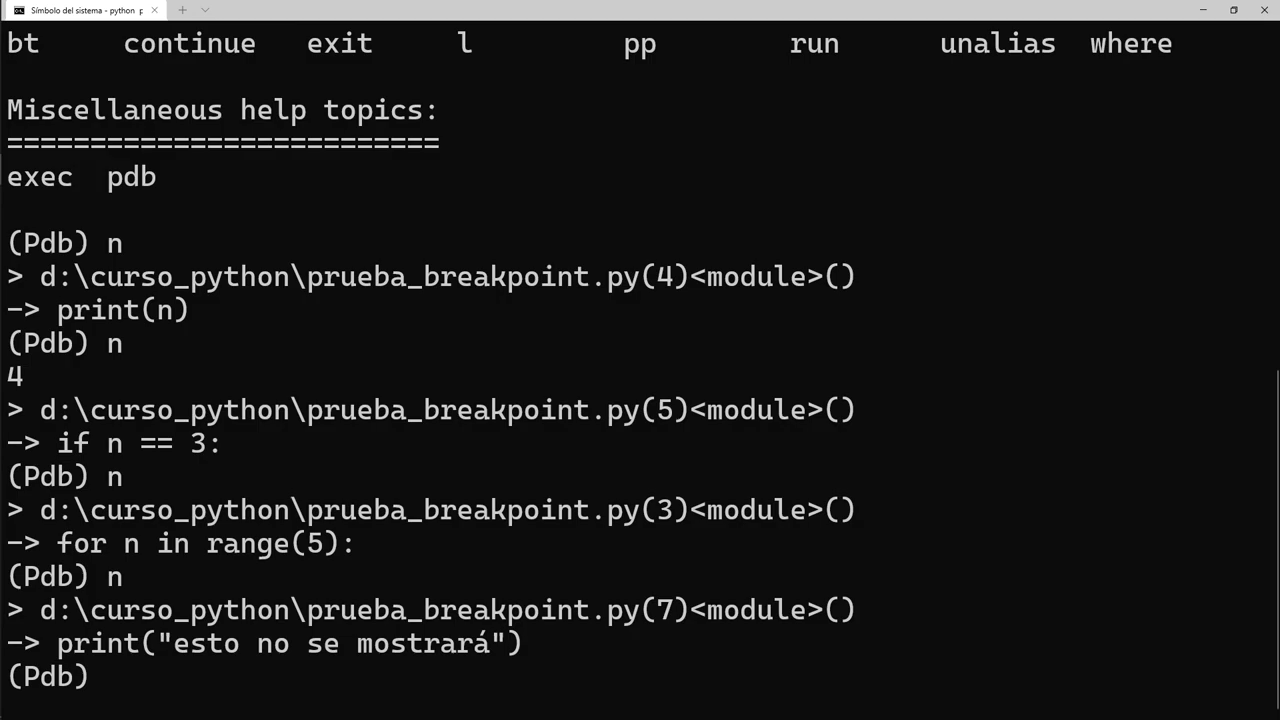 Símbolo del sistema - python p
bt continue exit l pp run unalias where
Miscellaneous help topics:
==========================
exec pdb
(Pdb) n
> d:\curso_python\prueba_breakpoint.py(4)<module>()
-> print(n)
(Pdb) n
4
> d:\curso_python\prueba_breakpoint.py(5)<module>()
-> if n == 3:
(Pdb) n
> d:\curso_python\prueba_breakpoint.py(3)<module>()
-> for n in range(5):
(Pdb) n
> d:\curso_python\prueba_breakpoint.py(7)<module>()
-> print("esto no se mostrará")
(Pdb)